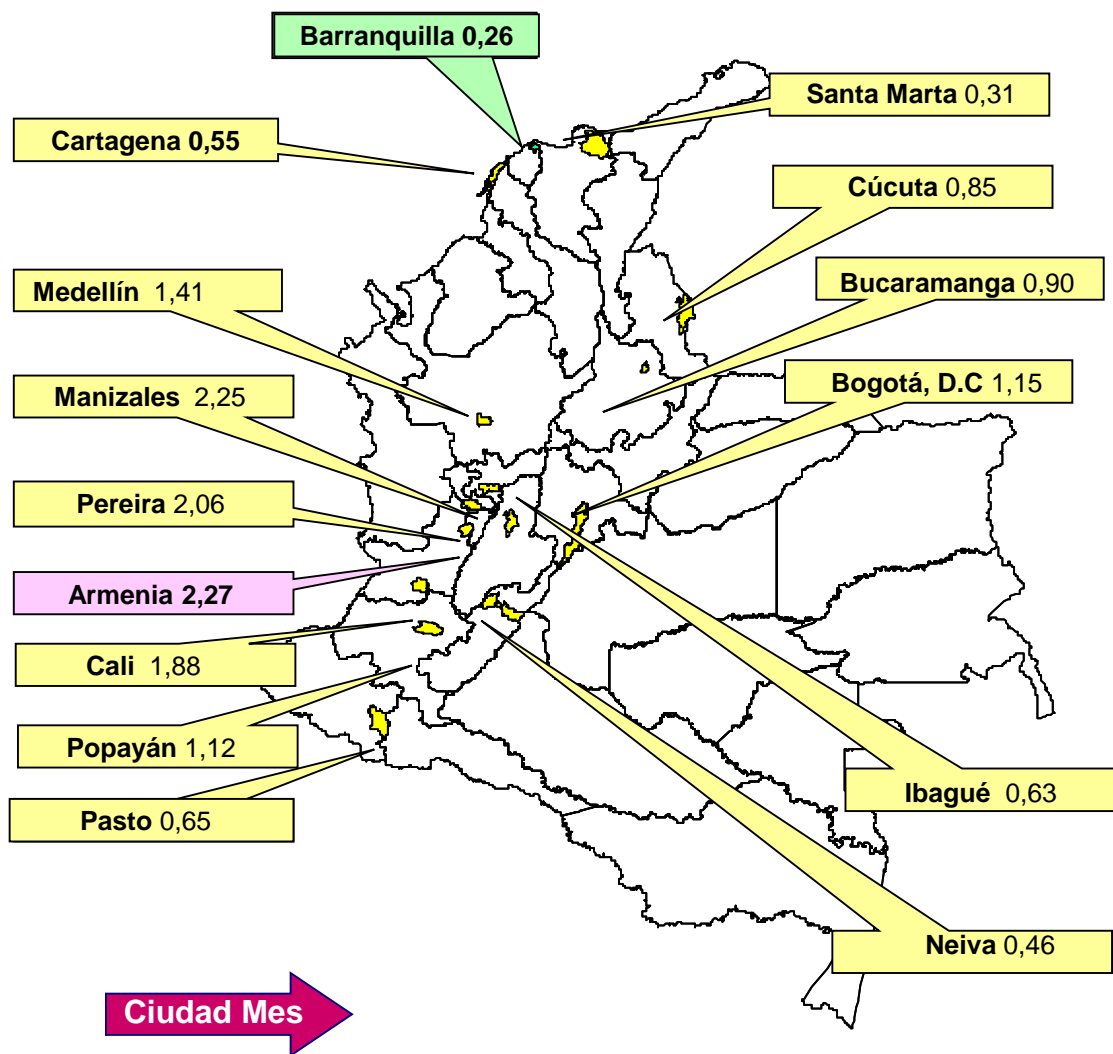 Barranquilla 0,26
Santa Marta 0,31
Cartagena 0,55
Cúcuta 0,85
Medellín 1,41
Bucaramanga 0,90
Manizales 2,25
Bogotá, D.C 1,15
Pereira 2,06
Armenia 2,27
Cali 1,88
Popayán 1,12
Ibagué 0,63
Pasto 0,65
Neiva 0,46
Ciudad Mes